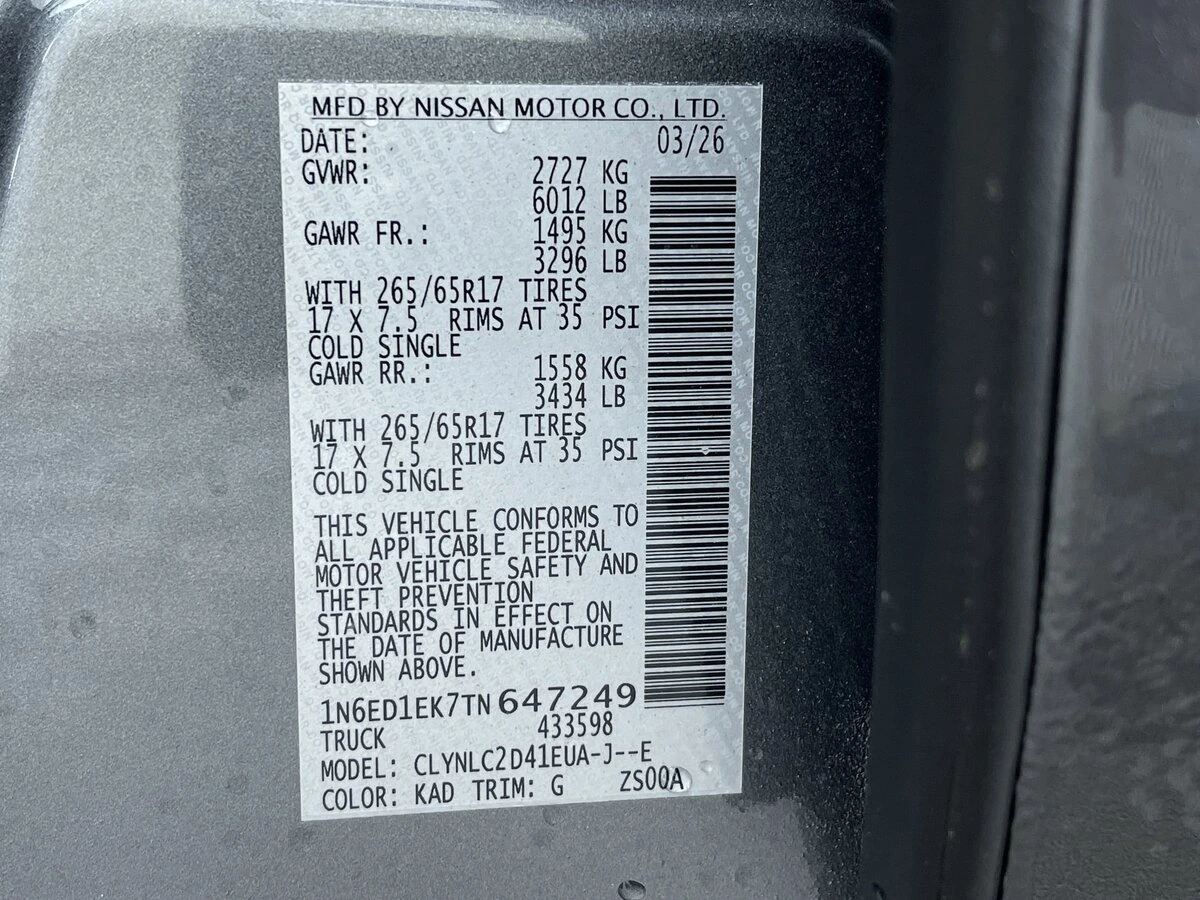 MFD BY NISSAN MOTOR CO., LTD.
DATE: 03/26
GVWR: 2727 KG
6012 LB
GAWR FR.: 1495 KG
3296 LB
WITH 265/65R17 TIRES
17 X 7.5 RIMS AT 35 PSI
COLD SINGLE
GAWR RR.: 1558 KG
3434 LB
WITH 265/65R17 TIRES
17 X 7.5 RIMS AT 35 PSI
COLD SINGLE
THIS VEHICLE CONFORMS TO
ALL APPLICABLE FEDERAL
MOTOR VEHICLE SAFETY AND
THEFT PREVENTION
STANDARDS IN EFFECT ON
THE DATE OF MANUFACTURE
SHOWN ABOVE.
1N6ED1EK7TN647249
TRUCK 433598
MODEL: CLYNLC2D41EUA-J--E
COLOR: KAD TRIM: G ZS00A